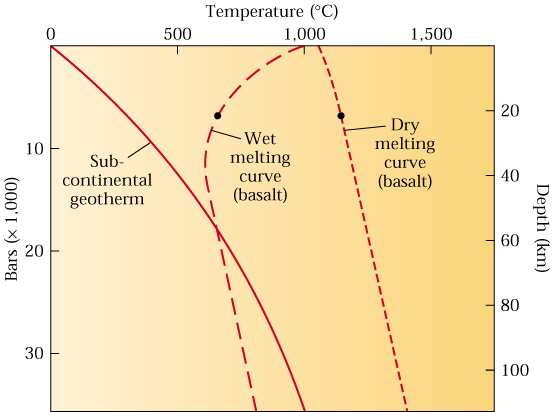 Temperature (°C)
0 500 1,000 1,500
Bars (× 1,000)
10
20
30
Depth (km)
20
40
60
80
100
Sub-
continental
geotherm
Wet
melting
curve
(basalt)
Dry
melting
curve
(basalt)